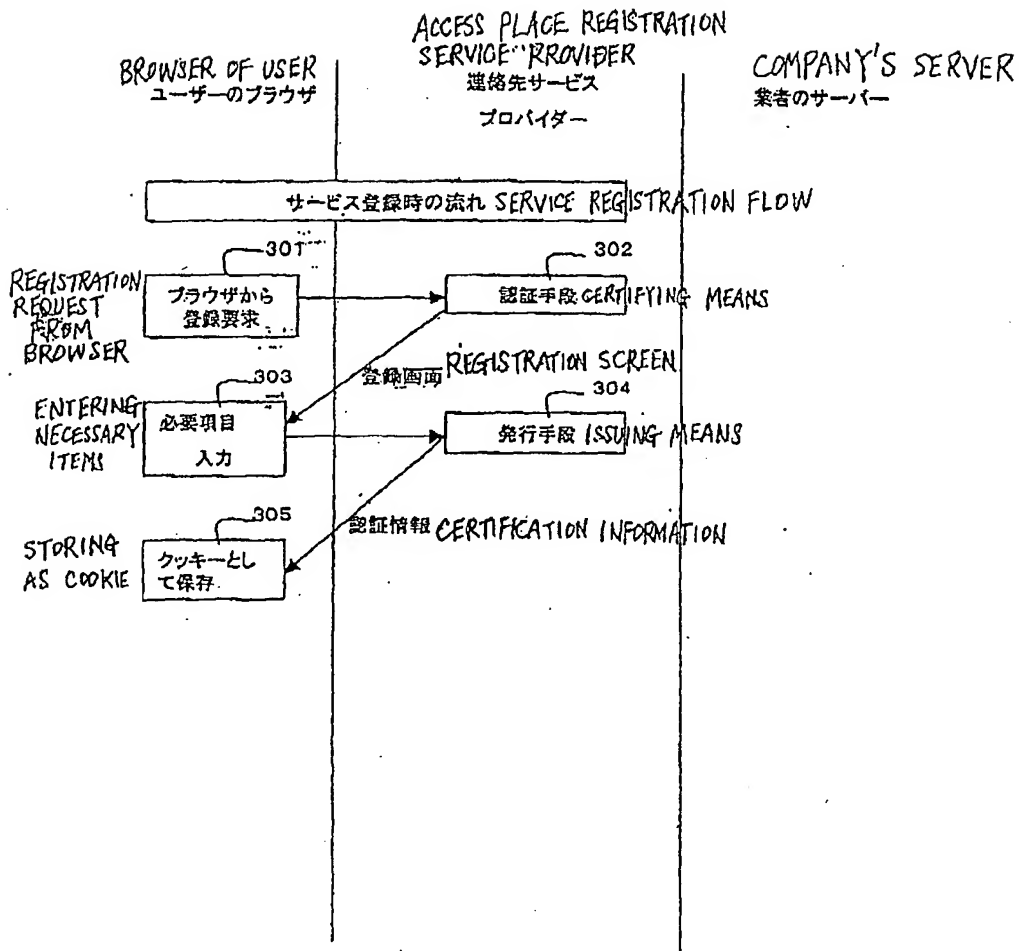 ACCESS PLACE REGISTRATION
SERVICE RROVIDER
BROWSER OF USER
ユーザーのブラウザ
連絡先サービス
プロバイダー
COMPANY'S SERVER
業者のサーバー
サービス登録時の流れ SERVICE REGISTRATION FLOW
301
302
REGISTRATION
REQUEST
FROM
BROWSER
ブラウザから
登録要求
認証手段 CERTIFYING MEANS
登録画面 REGISTRATION SCREEN
303
304
ENTERING
NECESSARY
ITEMS
必要項目
入力
発行手段 ISSUING MEANS
305
認証情報 CERTIFICATION INFORMATION
STORING
AS COOKIE
クッキーとし
て保存